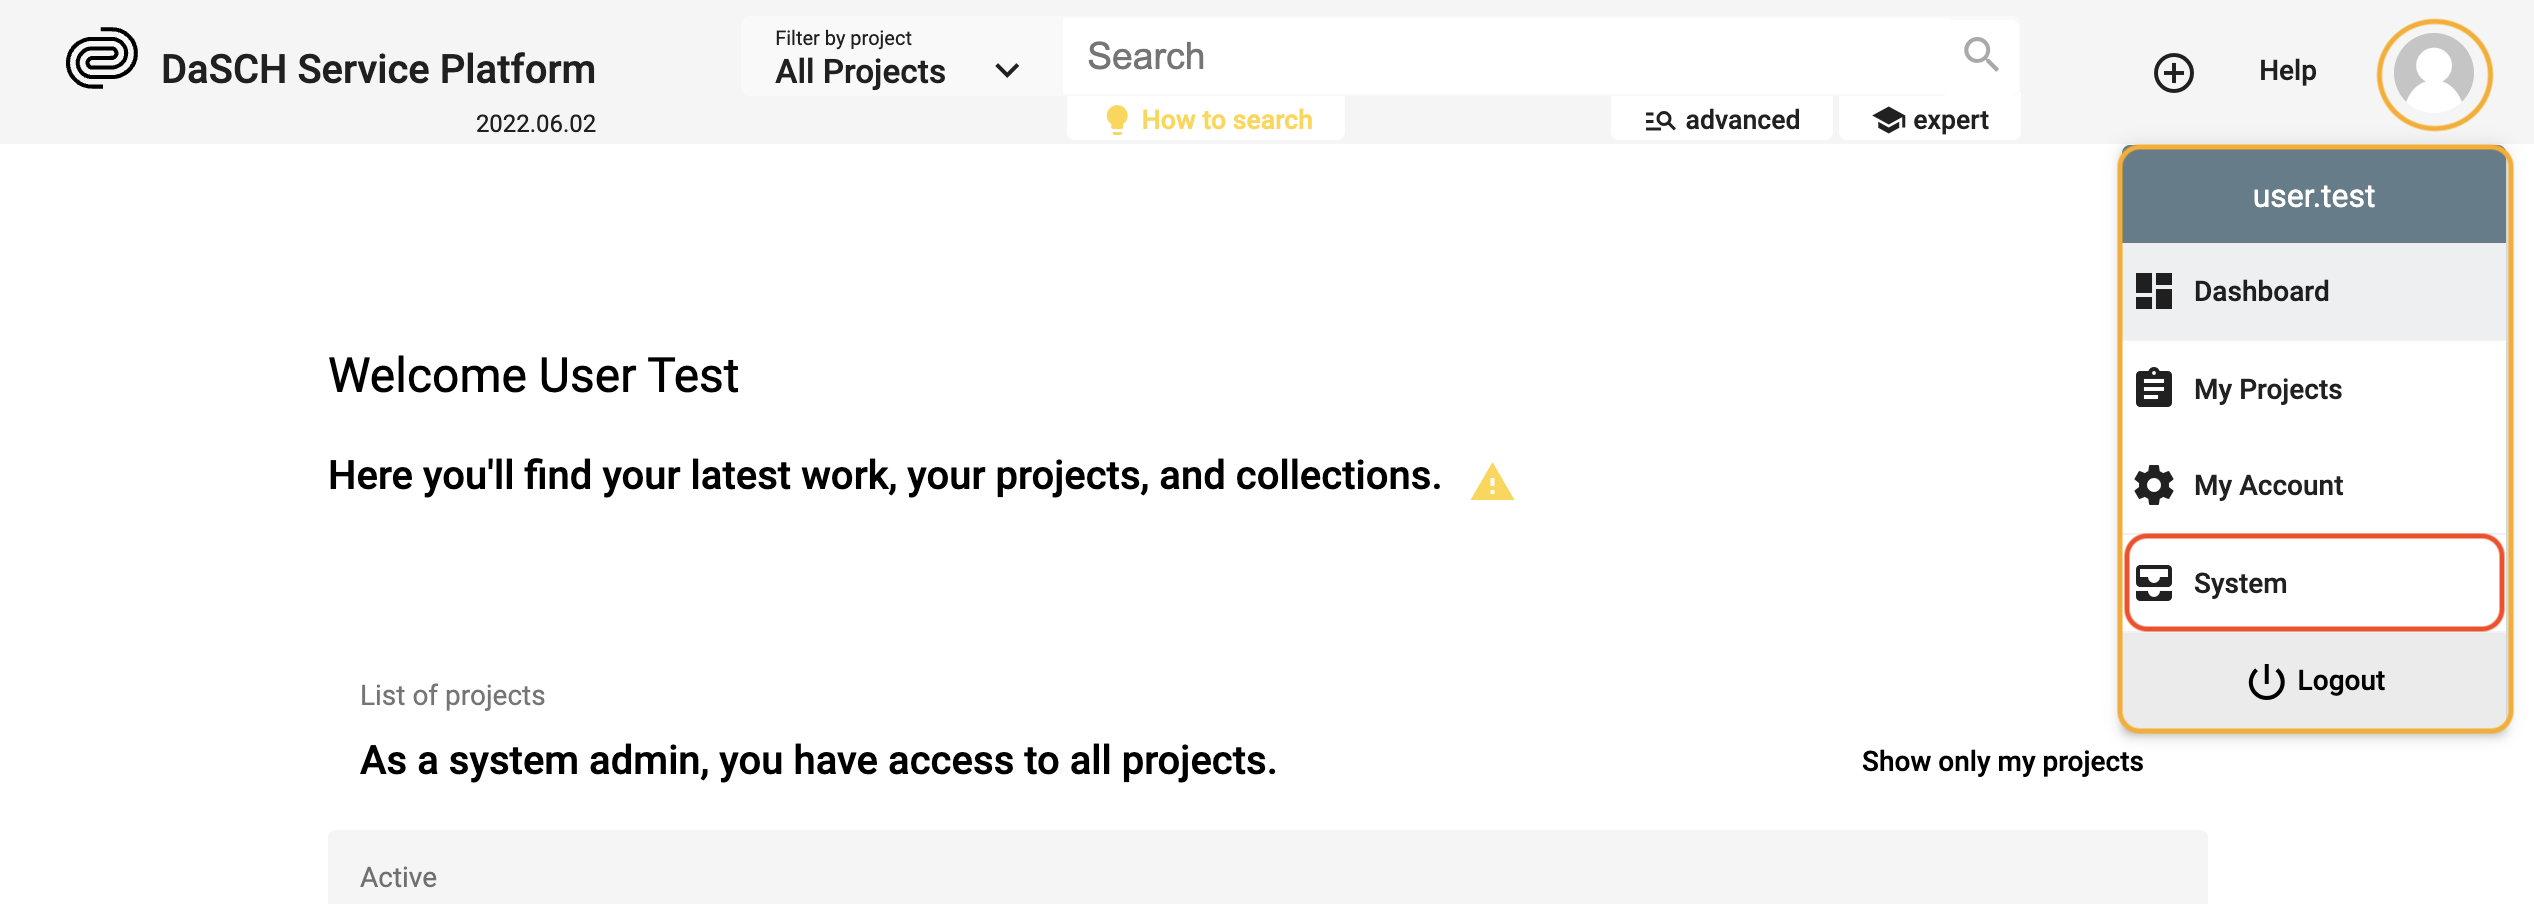 DaSCH Service Platform
2022.06.02
Filter by project
All Projects
Search
How to search
advanced
expert
Help
user.test
Dashboard
My Projects
My Account
System
Logout
Welcome User Test
Here you'll find your latest work, your projects, and collections.
List of projects
As a system admin, you have access to all projects.
Show only my projects
Active